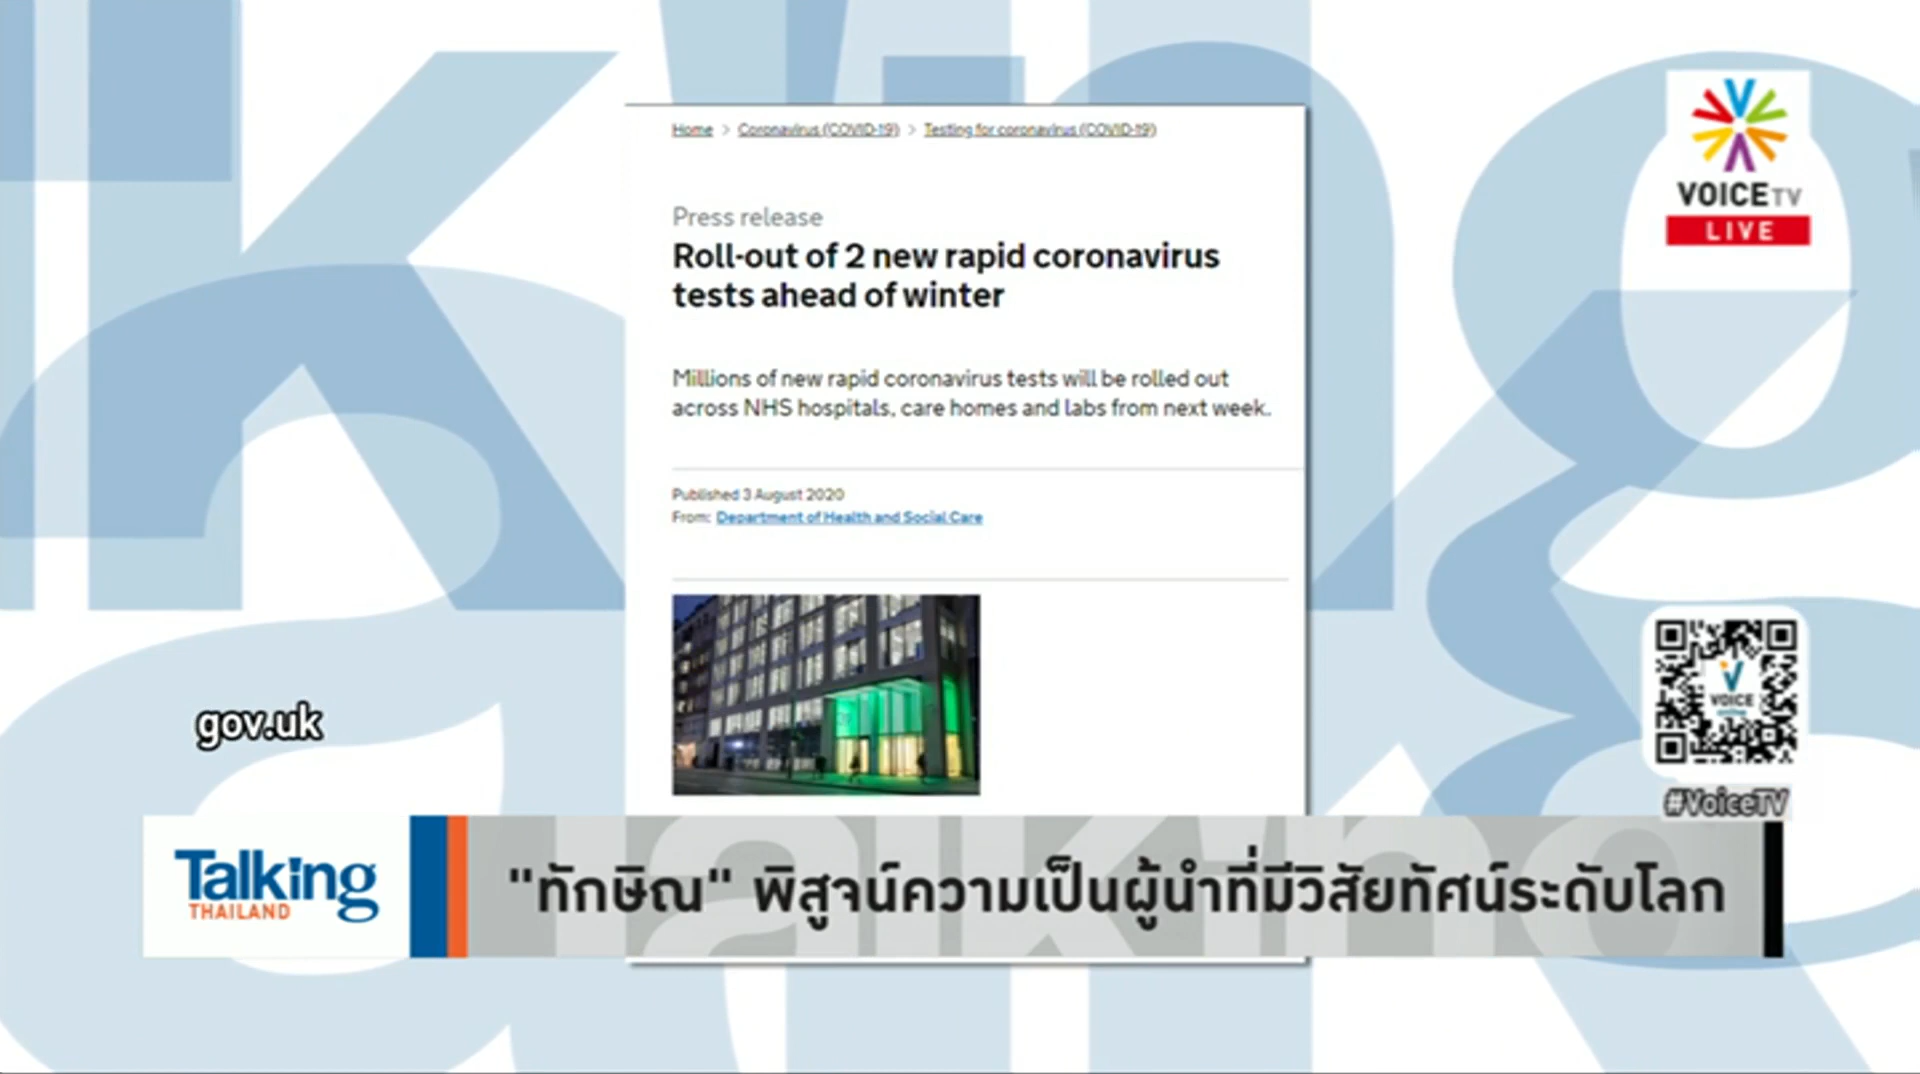 Home > Coronavirus (COVID-19) > Testing for coronavirus (COVID-19)
Press release
Roll-out of 2 new rapid coronavirus
tests ahead of winter
Millions of new rapid coronavirus tests will be rolled out
across NHS hospitals, care homes and labs from next week.
Published 3 August 2020
From: Department of Health and Social Care
VOICE TV
LIVE
gov.uk
VOICE
online
#VoiceTV
Talking
THAILAND
"ทักษิณ" พิสูจน์ความเป็นผู้นำที่มีวิสัยทัศน์ระดับโลก